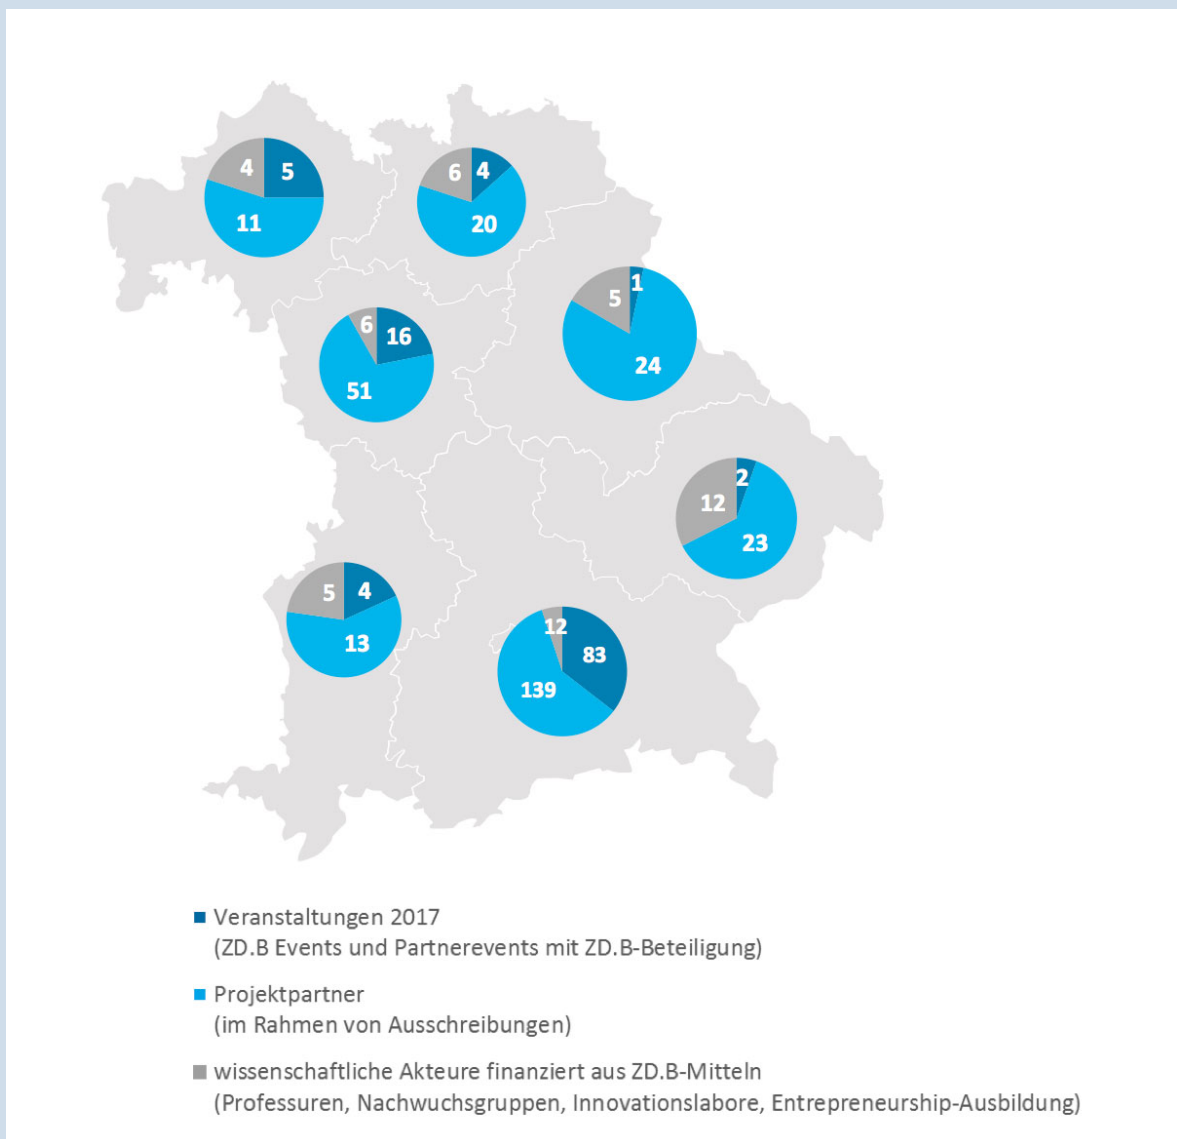 4 5
11
6 4
20
5 1
24
6 16
51
12 2
23
5 4
13
12 83
139
Veranstaltungen 2017
(ZD.B Events und Partnerevents mit ZD.B-Beteiligung)
Projektpartner
(im Rahmen von Ausschreibungen)
wissenschaftliche Akteure finanziert aus ZD.B-Mitteln
(Professuren, Nachwuchsgruppen, Innovationslabore, Entrepreneurship-Ausbildung)